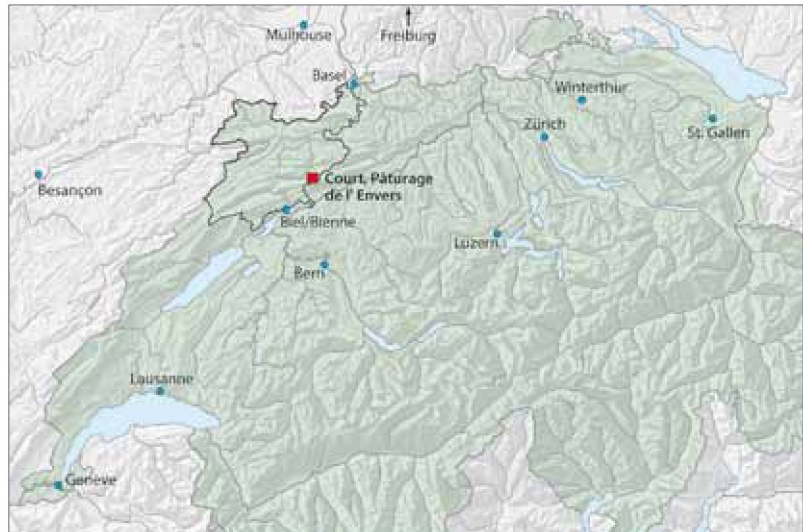 Mulhouse
Freiburg
Basel
Winterthur
Zürich
St. Gallen
Besançon
Court, Pâturage
de l' Envers
Biel/Bienne
Luzern
Bern
Lausanne
Genève